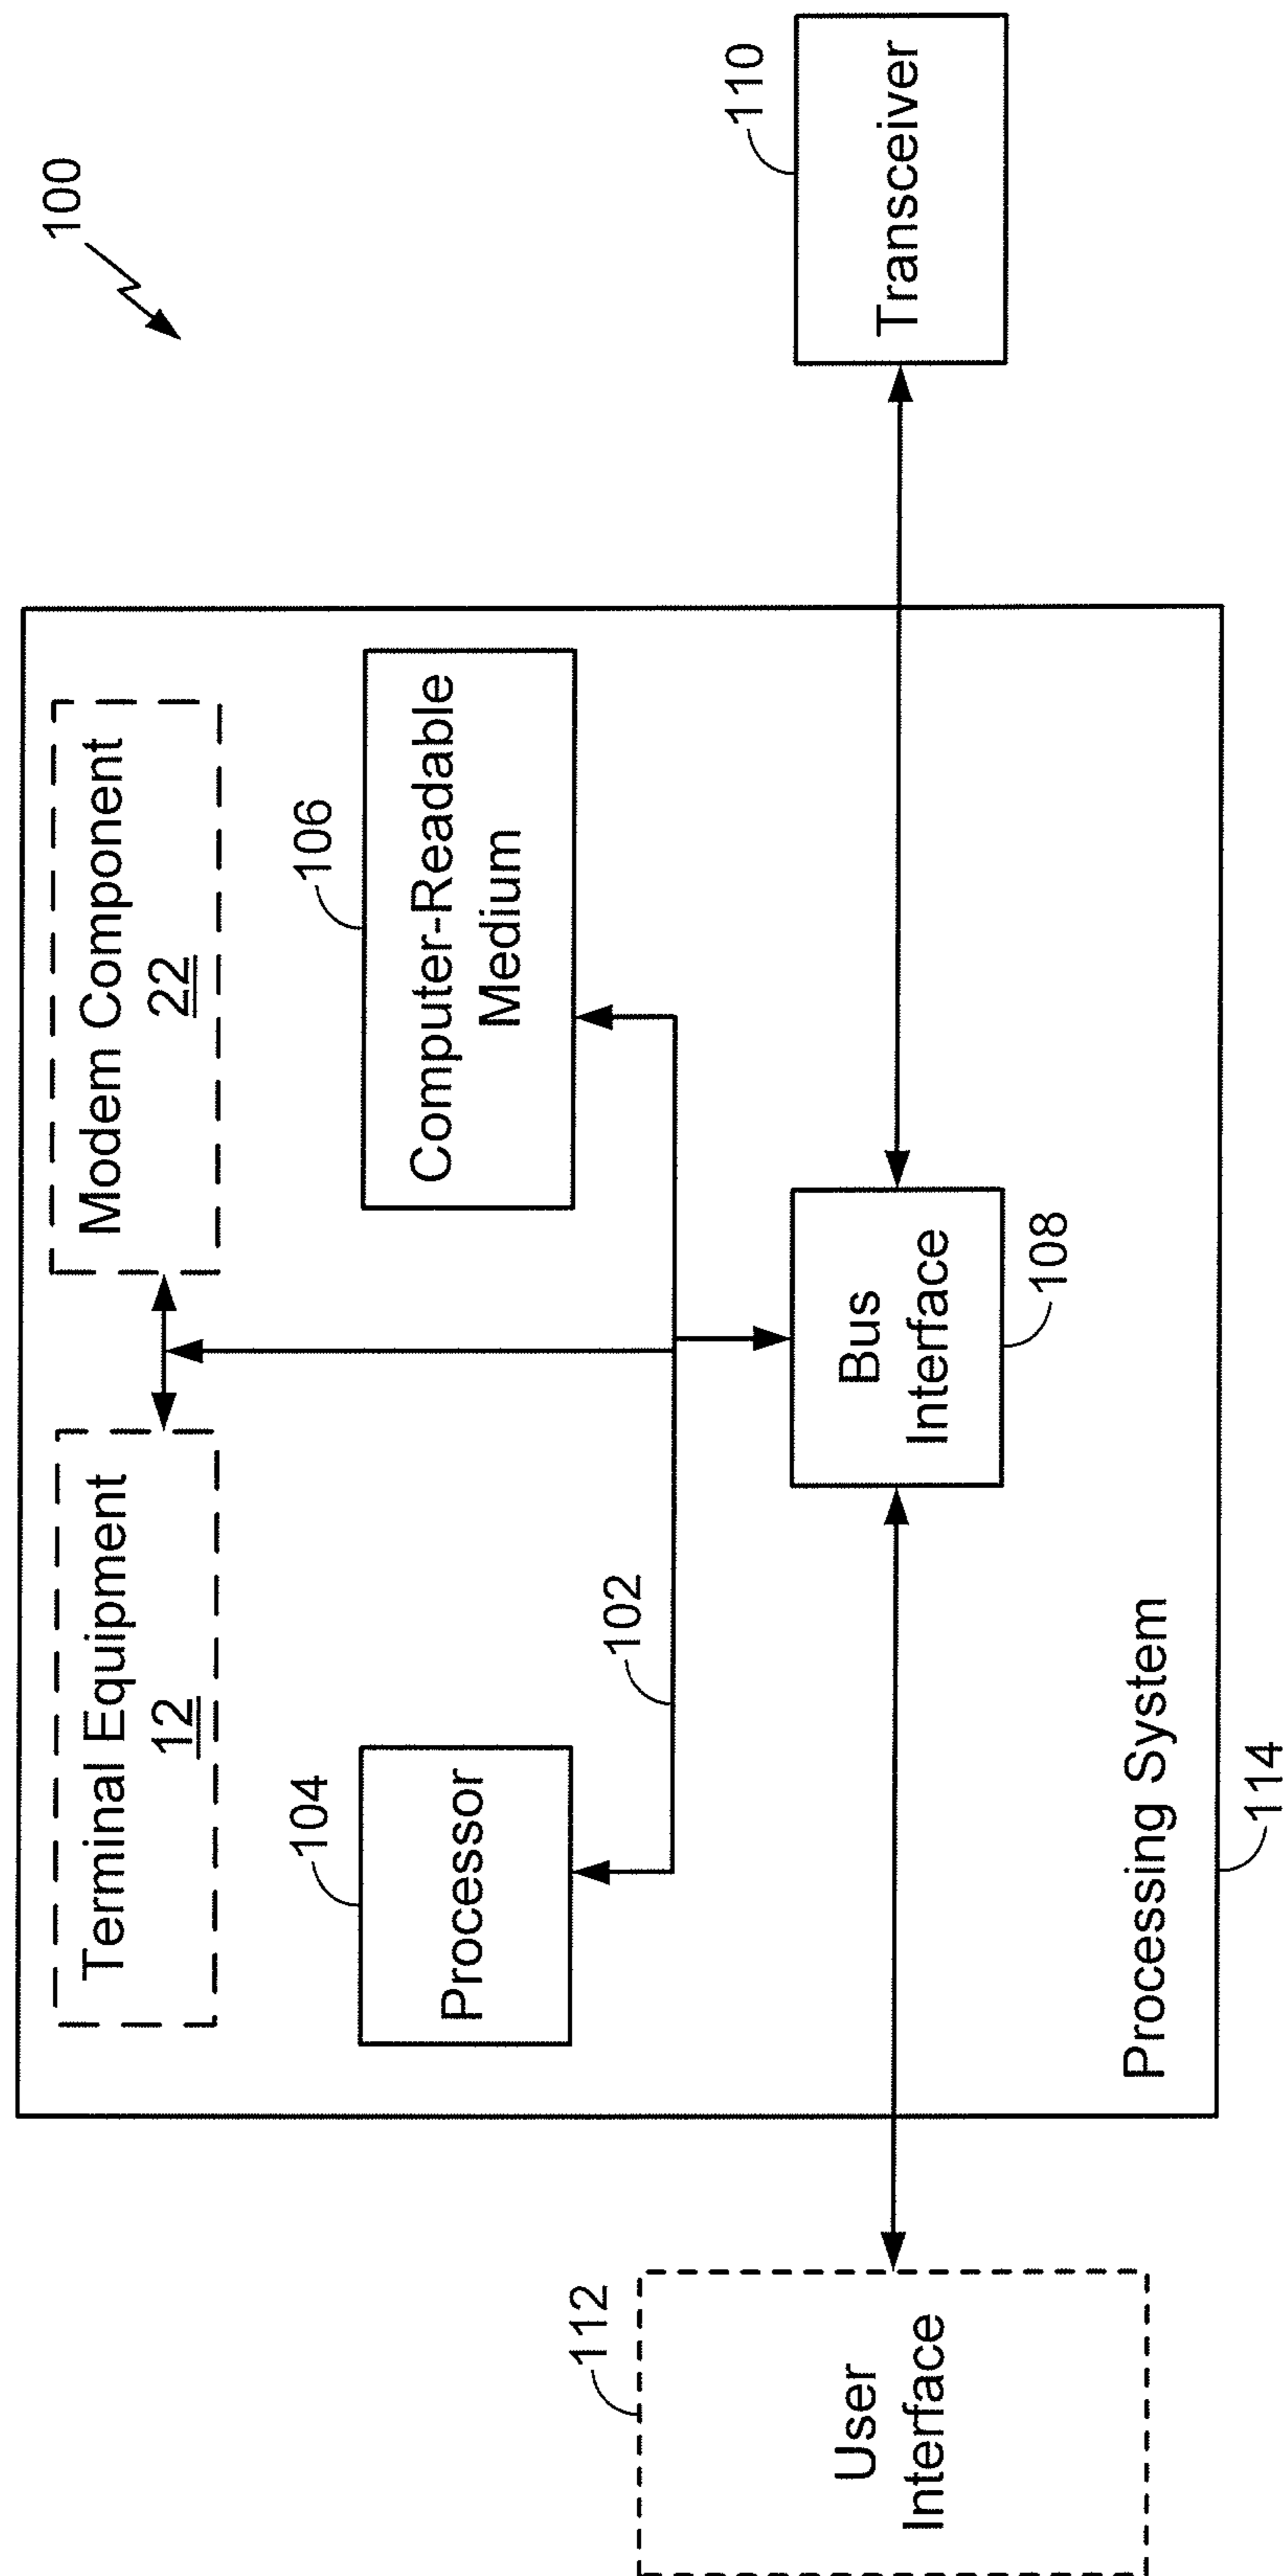 100
Terminal Equipment
12
Modem Component
22
104
Processor
106
Computer-Readable
Medium
102
112
User
Interface
Bus
Interface
108
110
Transceiver
Processing System
114